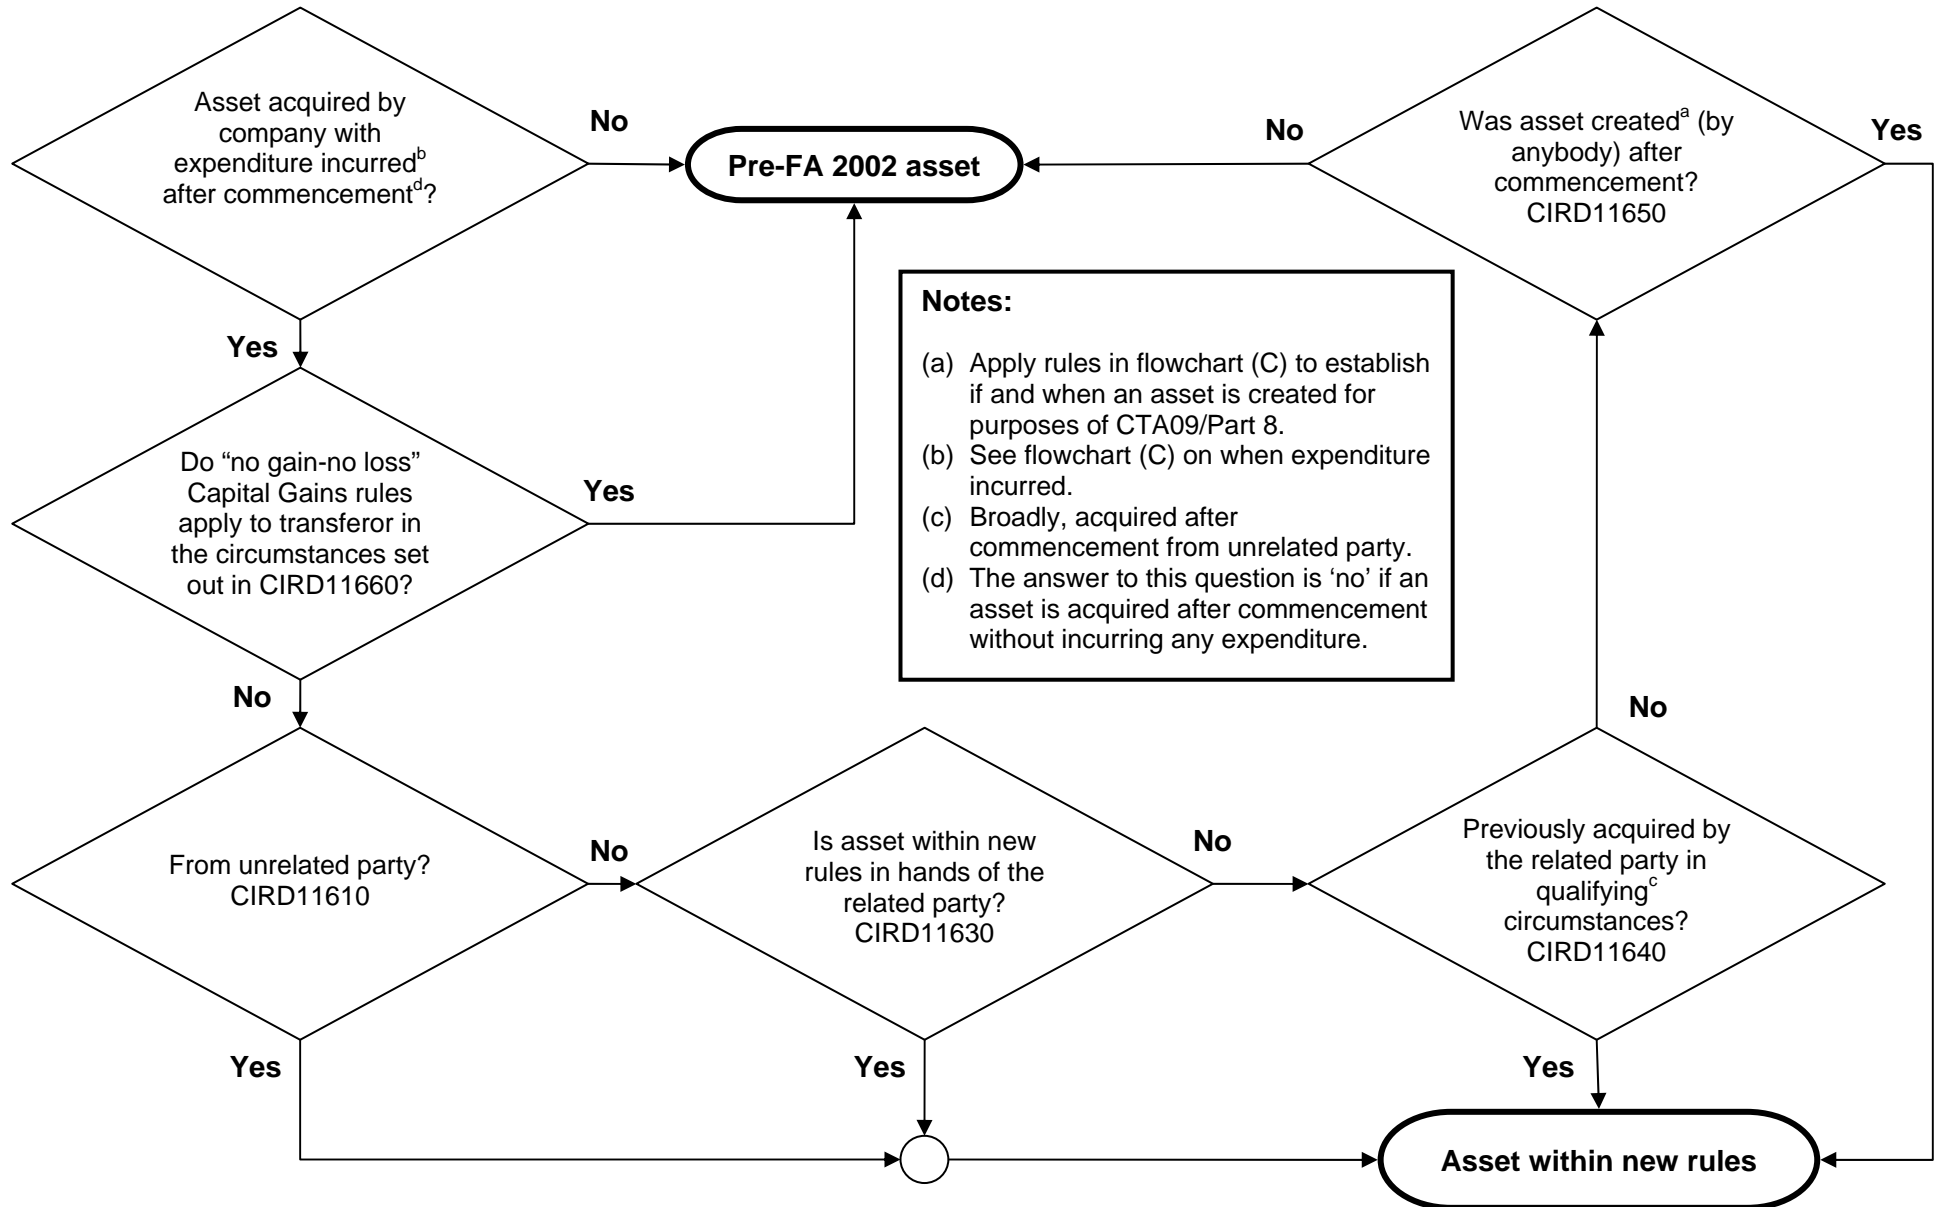 Asset acquired by
company with
expenditure incurredᵇ
after commencementᵈ?
No
Pre-FA 2002 asset
No
Was asset createdᵃ (by
anybody) after
commencement?
CIRD11650
Yes
Yes
Notes:
(a) Apply rules in flowchart (C) to establish
if and when an asset is created for
purposes of CTA09/Part 8.
(b) See flowchart (C) on when expenditure
incurred.
(c) Broadly, acquired after
commencement from unrelated party.
(d) The answer to this question is ‘no’ if an
asset is acquired after commencement
without incurring any expenditure.
Do “no gain-no loss”
Capital Gains rules
apply to transferor in
the circumstances set
out in CIRD11660?
Yes
No
No
From unrelated party?
CIRD11610
No
Is asset within new
rules in hands of the
related party?
CIRD11630
No
Previously acquired by
the related party in
qualifyingᶜ
circumstances?
CIRD11640
Yes
Yes
Yes
Asset within new rules